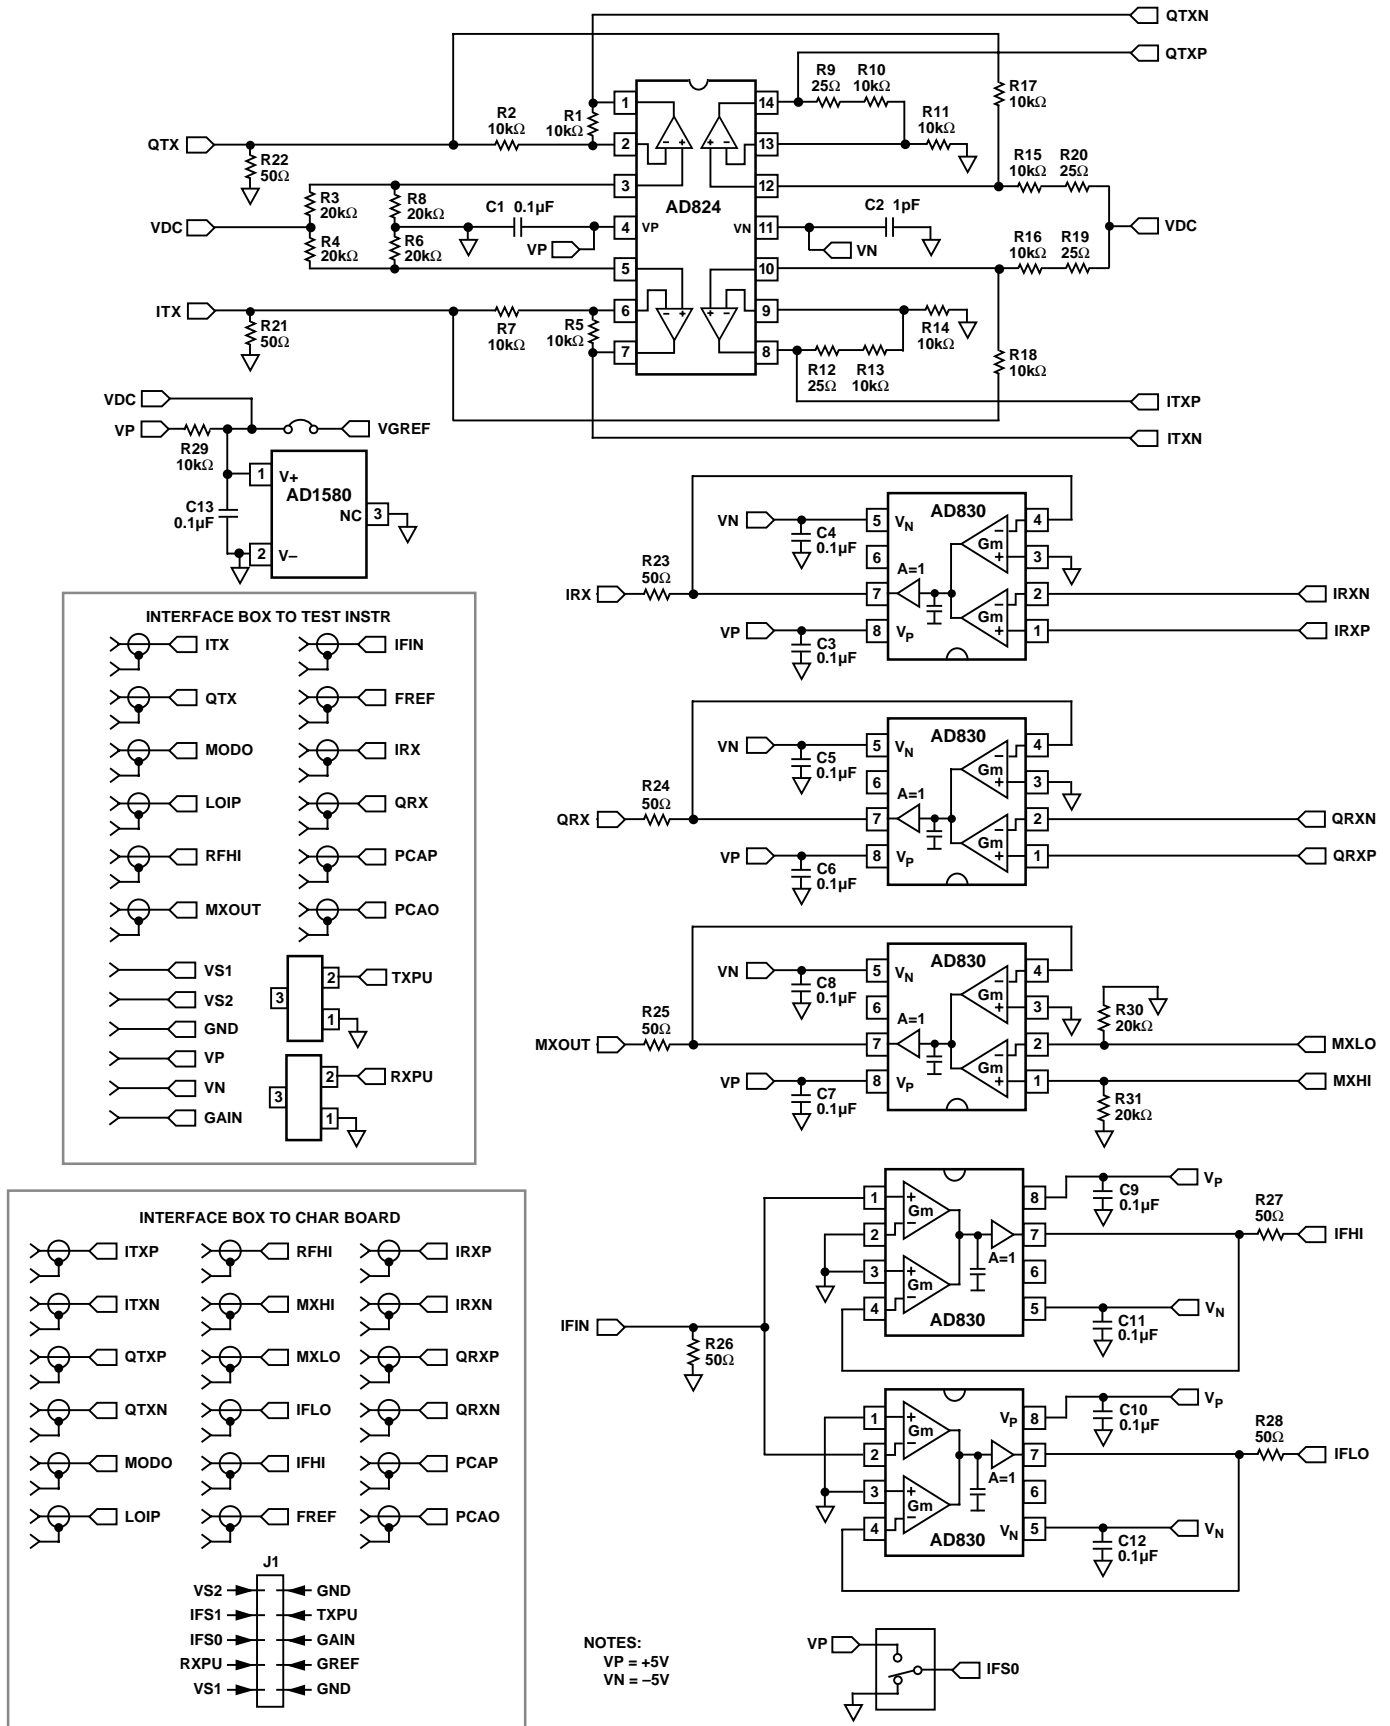 QTXN
QTXP
R9 25Ω
R10 10kΩ
R17 10kΩ
R2 10kΩ
R1 10kΩ
1
14
R11 10kΩ
QTX
2
13
R22 50Ω
R15 10kΩ
R20 25Ω
3
12
R3 20kΩ
R8 20kΩ
AD824
C1 0.1µF
C2 1pF
VDC
4
VP
VN
11
VDC
R4 20kΩ
R6 20kΩ
VP
VN
R16 10kΩ
R19 25Ω
5
10
ITX
6
9
R21 50Ω
R7 10kΩ
R5 10kΩ
R14 10kΩ
7
8
R12 25Ω
R13 10kΩ
R18 10kΩ
VDC
ITXP
VP
VGREF
ITXN
R29 10kΩ
1
V+
AD1580
C13 0.1µF
NC
3
2
V–
AD830
VN
5
VN
4
C4 0.1µF
Gm
–
+
6
3
R23 50Ω
A=1
IRX
7
2
IRXN
–
Gm
+
VP
8
VP
1
IRXP
C3 0.1µF
AD830
VN
5
VN
4
C5 0.1µF
–
Gm
+
6
3
R24 50Ω
A=1
QRX
7
2
QRXN
–
Gm
+
VP
8
VP
1
QRXP
C6 0.1µF
AD830
VN
5
VN
4
C8 0.1µF
–
Gm
+
6
3
R30 20kΩ
R25 50Ω
A=1
MXOUT
7
2
MXLO
–
Gm
+
VP
8
VP
1
MXHI
C7 0.1µF
R31 20kΩ
INTERFACE BOX TO TEST INSTR
ITX
IFIN
QTX
FREF
MODO
IRX
LOIP
QRX
RFHI
PCAP
MXOUT
PCAO
VS1
2
TXPU
VS2
3
GND
1
VP
2
RXPU
VN
3
GAIN
1
1
+
Gm
–
8
C9 0.1µF
VP
R27 50Ω
2
7
IFHI
3
+
Gm
–
A=1
6
4
AD830
5
C11 0.1µF
VN
IFIN
R26 50Ω
1
+
Gm
–
VP
8
C10 0.1µF
VP
R28 50Ω
2
7
IFLO
3
+
Gm
–
A=1
6
4
AD830
VN
5
C12 0.1µF
VN
INTERFACE BOX TO CHAR BOARD
ITXP
RFHI
IRXP
ITXN
MXHI
IRXN
QTXP
MXLO
QRXP
QTXN
IFLO
QRXN
MODO
IFHI
PCAP
LOIP
FREF
PCAO
J1
VS2
GND
IFS1
TXPU
IFS0
GAIN
RXPU
GREF
VS1
GND
NOTES:
VP = +5V
VN = –5V
VP
IFS0